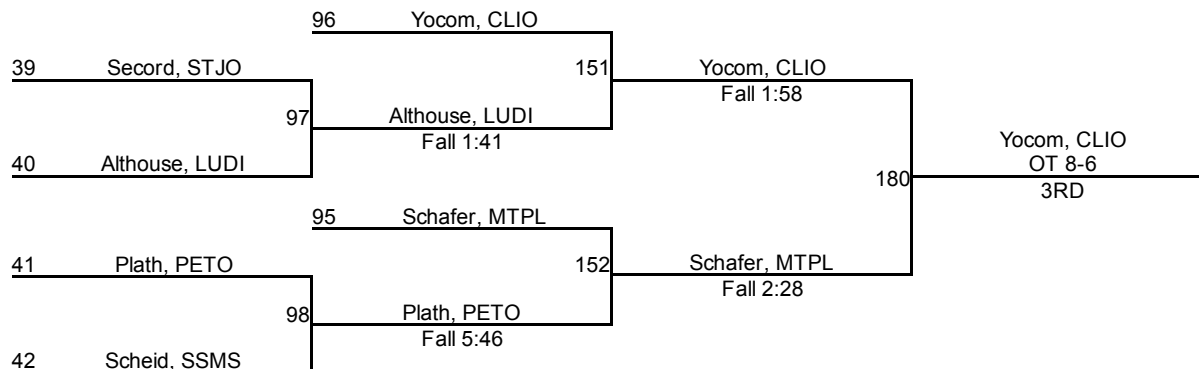 96 Yocom, CLIO
39 Secord, STJO
151 Yocom, CLIO
Fall 1:58
97 Althouse, LUDI
Fall 1:41
40 Althouse, LUDI
Yocom, CLIO
OT 8-6
180
3RD
95 Schafer, MTPL
41 Plath, PETO
152 Schafer, MTPL
Fall 2:28
98 Plath, PETO
Fall 5:46
42 Scheid, SSMS